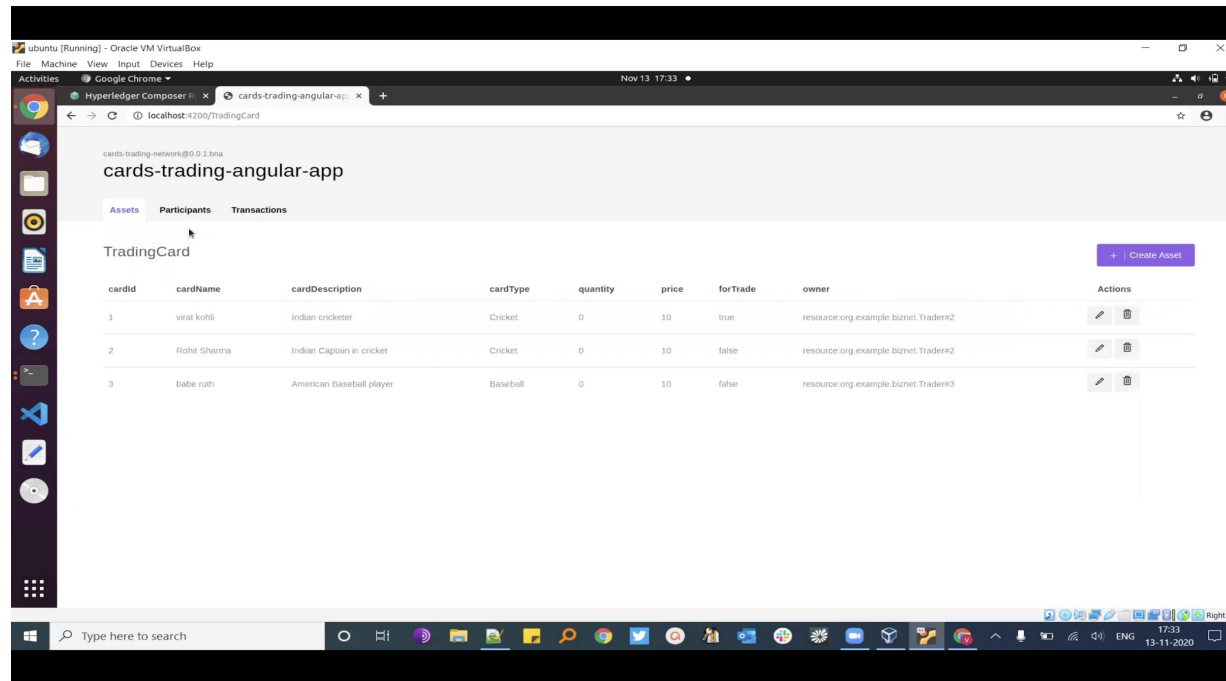 ubuntu [Running] - Oracle VM VirtualBox
File Machine View Input Devices Help
Activities Google Chrome Nov 13 17:33
Hyperledger Composer R cards-trading-angular-ap
localhost:4200/TradingCard
cards-trading-network@0.0.1.bna
cards-trading-angular-app
Assets Participants Transactions
TradingCard
+ | Create Asset
cardId cardName cardDescription cardType quantity price forTrade owner Actions
1 virat kohli Indian cricketer Cricket 0 10 true resource:org.example.biznet.Trader#2
2 Rohit Sharma Indian Captain in cricket Cricket 0 10 false resource:org.example.biznet.Trader#2
3 babe ruth American Baseball player Baseball 0 10 false resource:org.example.biznet.Trader#3
Right
Type here to search
ENG
17:33
13-11-2020